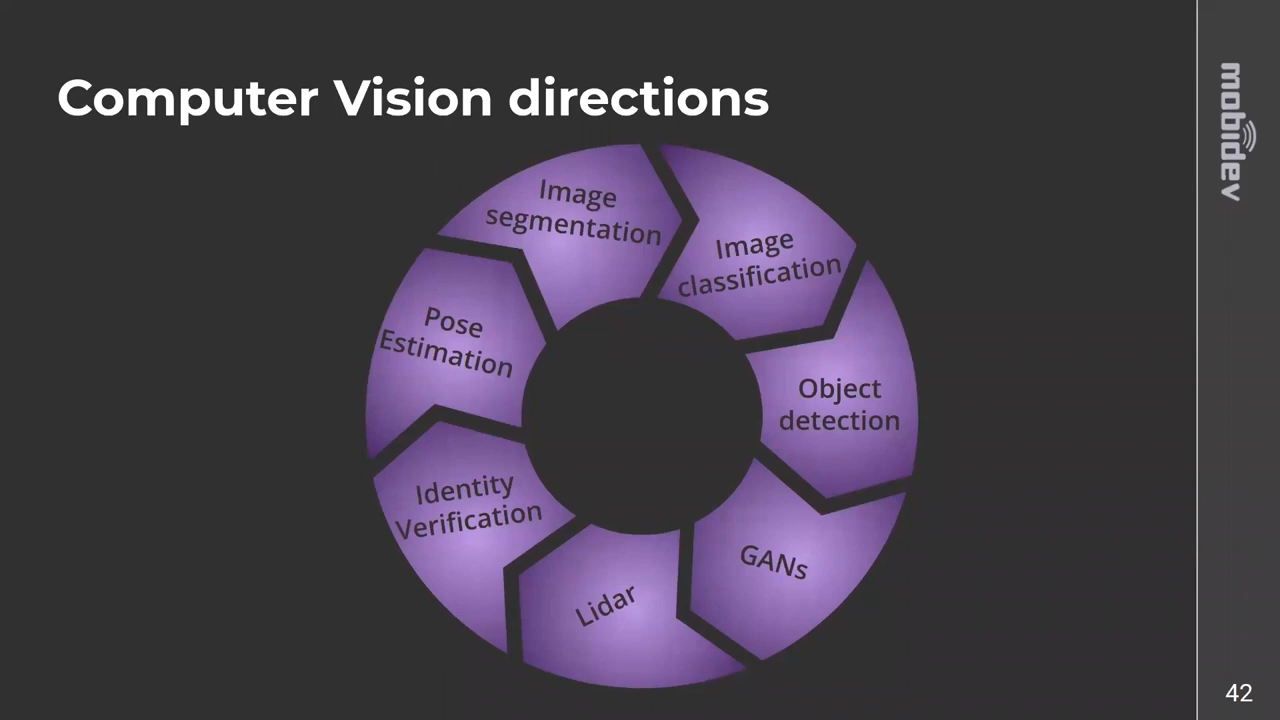 Computer Vision directions
mobidev
Image
segmentation
Image
classification
Pose
Estimation
Object
detection
Identity
Verification
GANs
Lidar
42